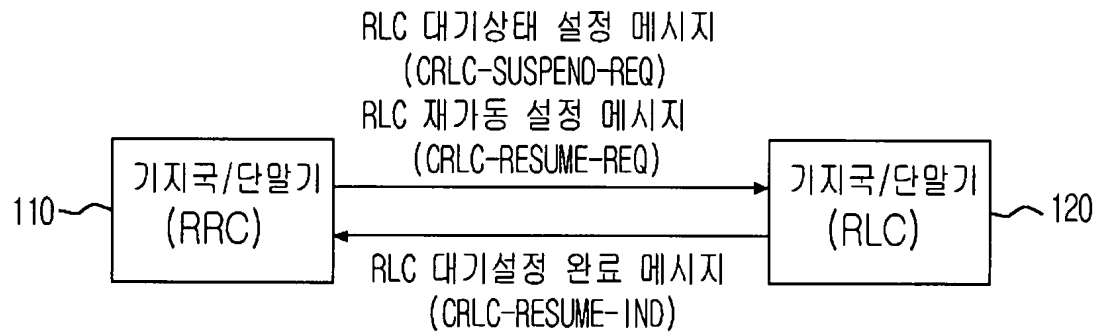 RLC 대기상태 설정 메시지
(CRLC-SUSPEND-REQ)
RLC 재가동 설정 메시지
(CRLC-RESUME-REQ)
기지국/단말기
(RRC)
110
기지국/단말기
(RLC)
120
RLC 대기설정 완료 메시지
(CRLC-RESUME-IND)